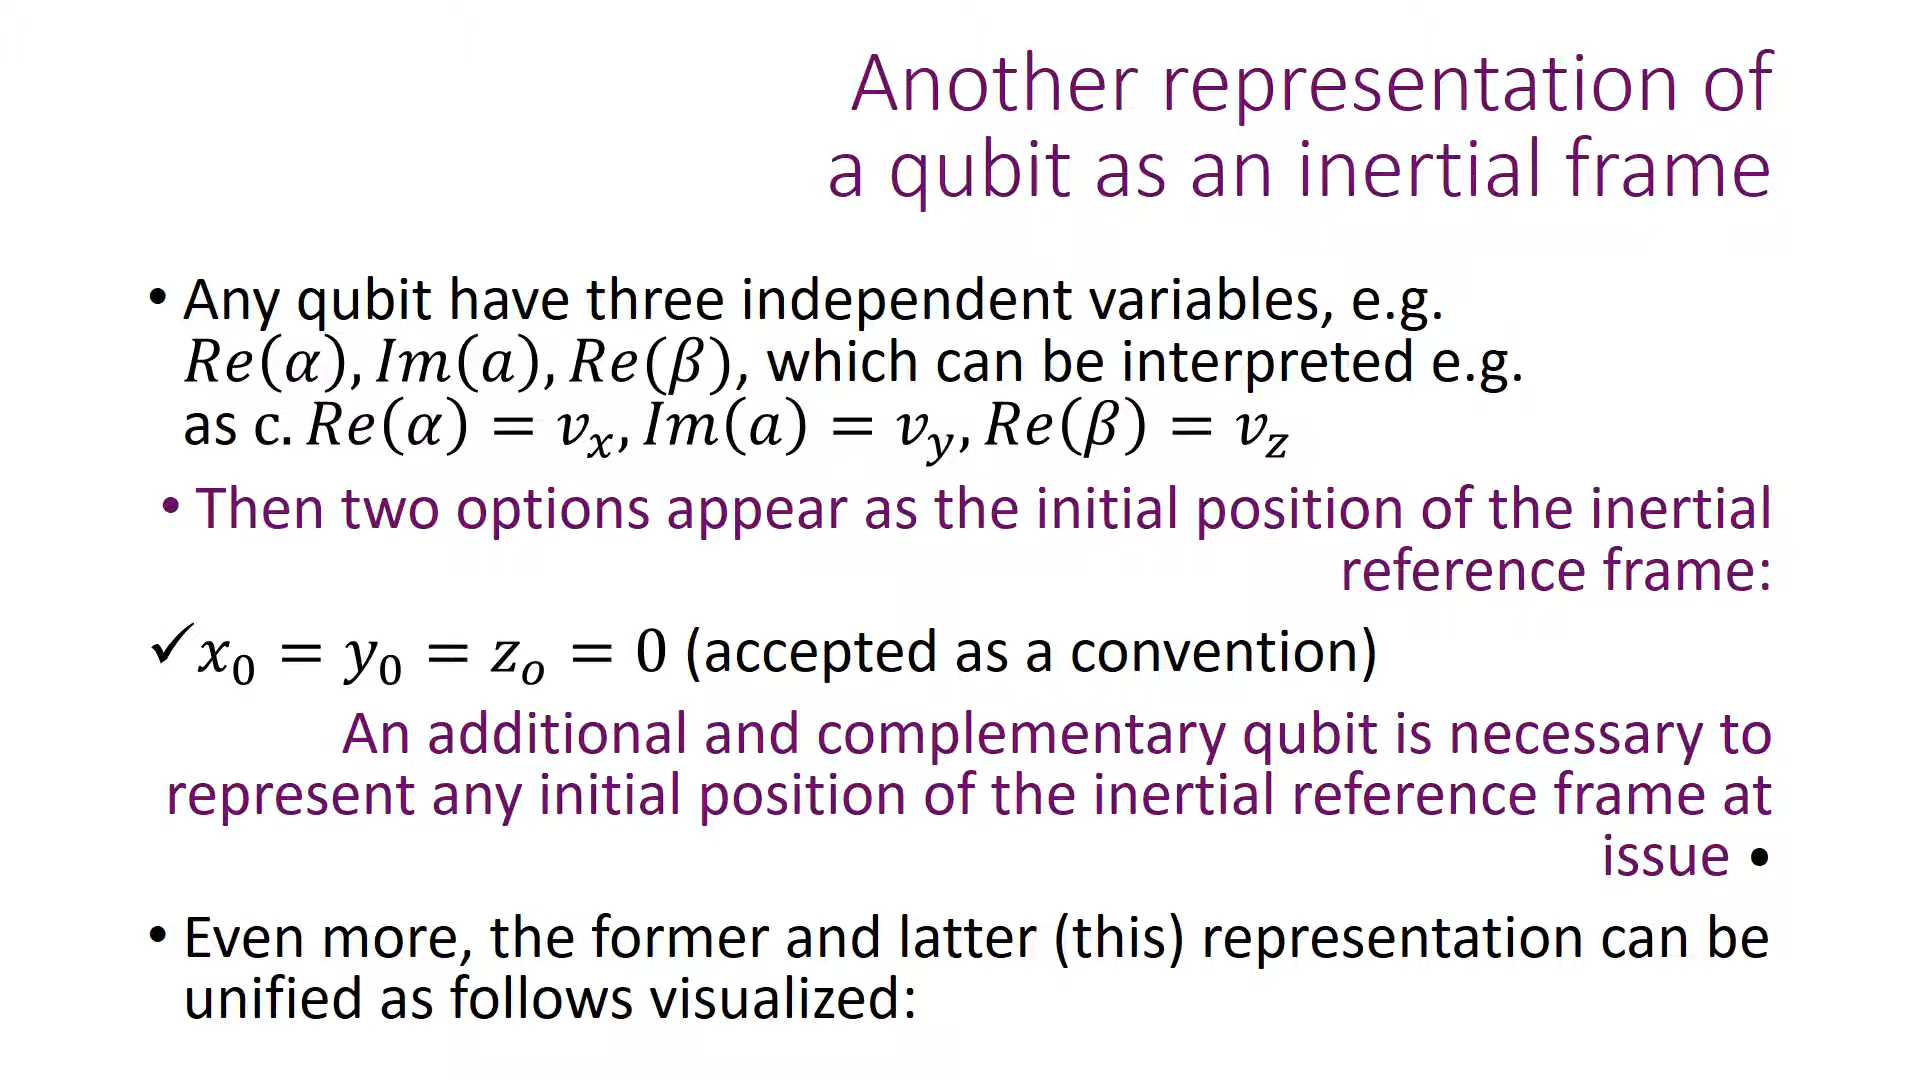 Another representation of
a qubit as an inertial frame
• Any qubit have three independent variables, e.g.
Re(α), Im(a), Re(β), which can be interpreted e.g.
as c. Re(α) = vₓ, Im(a) = v_y, Re(β) = v_z
• Then two options appear as the initial position of the inertial
reference frame:
✓ x₀ = y₀ = zₒ = 0 (accepted as a convention)
An additional and complementary qubit is necessary to
represent any initial position of the inertial reference frame at
issue •
• Even more, the former and latter (this) representation can be
unified as follows visualized: